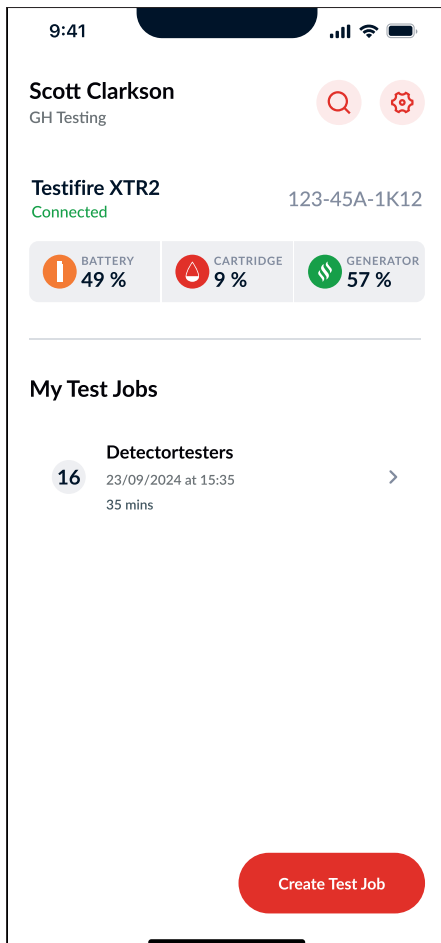 9:41
Scott Clarkson
GH Testing
Testifire XTR2
Connected
123-45A-1K12
BATTERY
49 %
CARTRIDGE
9 %
GENERATOR
57 %
My Test Jobs
16
Detectortesters
23/09/2024 at 15:35
35 mins
Create Test Job